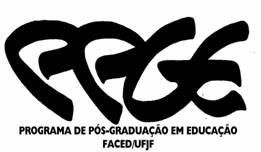 PPGE
PROGRAMA DE PÓS-GRADUAÇÃO EM EDUCAÇÃO
FACED/UFJF